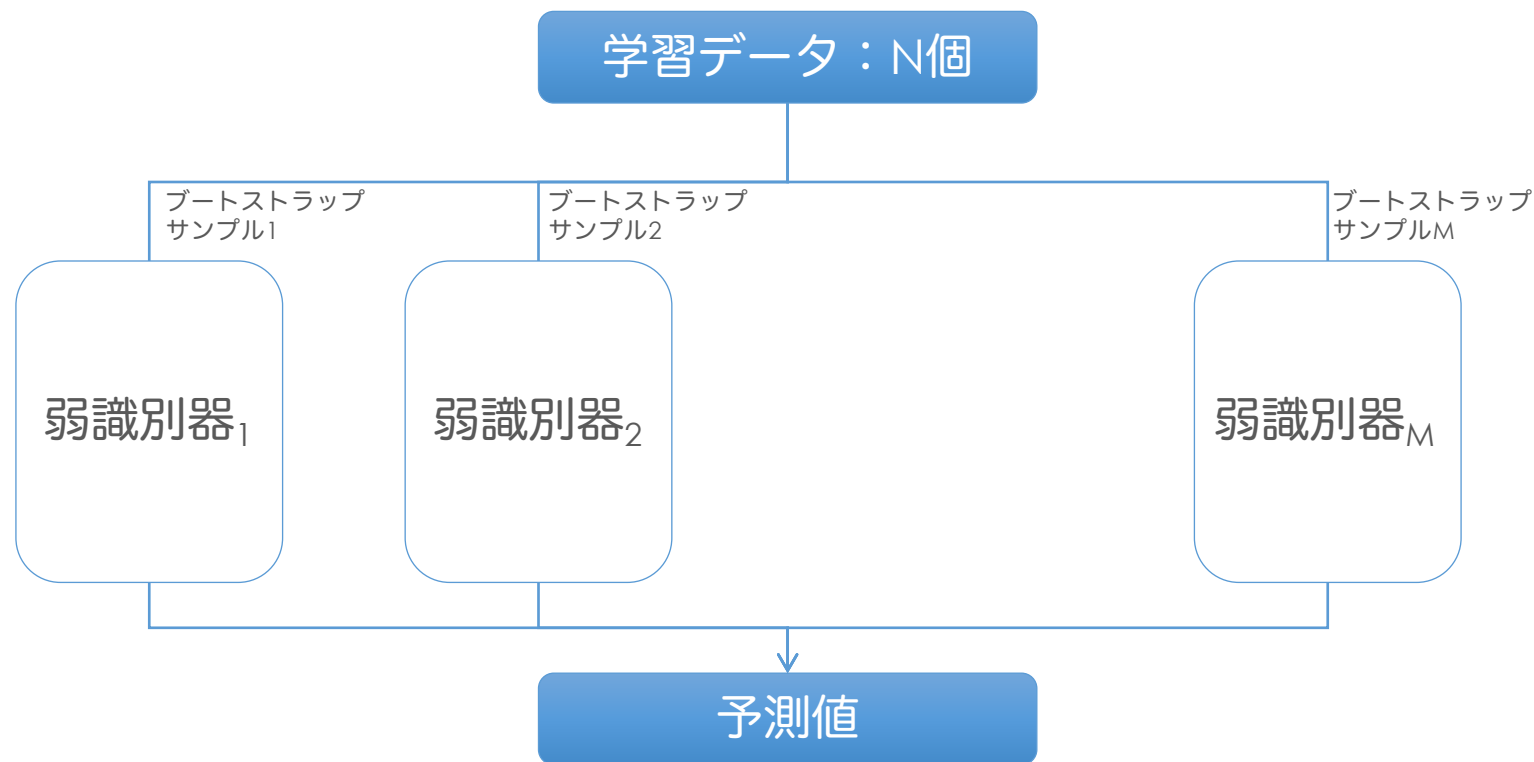 学習データ：N個
ブートストラップ
サンプル1
ブートストラップ
サンプル2
ブートストラップ
サンプルM
弱識別器1
弱識別器2
弱識別器M
予測値